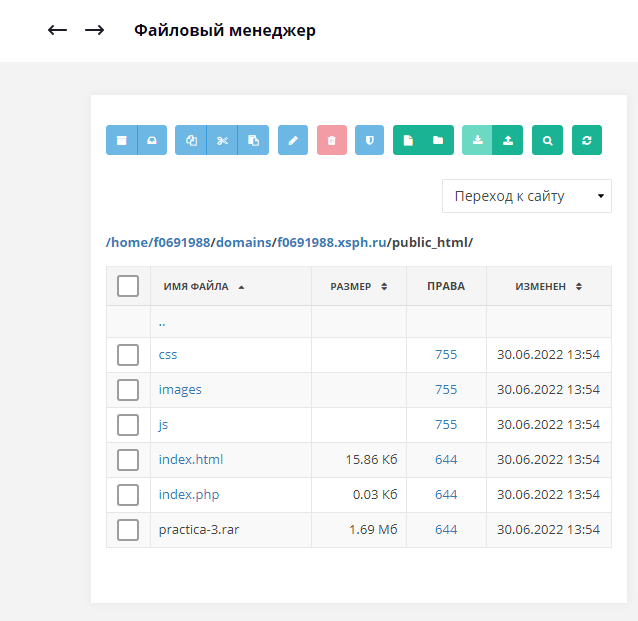 Файловый менеджер
Переход к сайту
/home/f0691988/domains/f0691988.xsph.ru/public_html/
ИМЯ ФАЙЛА РАЗМЕР ПРАВА ИЗМЕНЕН
..
css 755 30.06.2022 13:54
images 755 30.06.2022 13:54
js 755 30.06.2022 13:54
index.html 15.86 Кб 644 30.06.2022 13:54
index.php 0.03 Кб 644 30.06.2022 13:54
practica-3.rar 1.69 Мб 644 30.06.2022 13:54